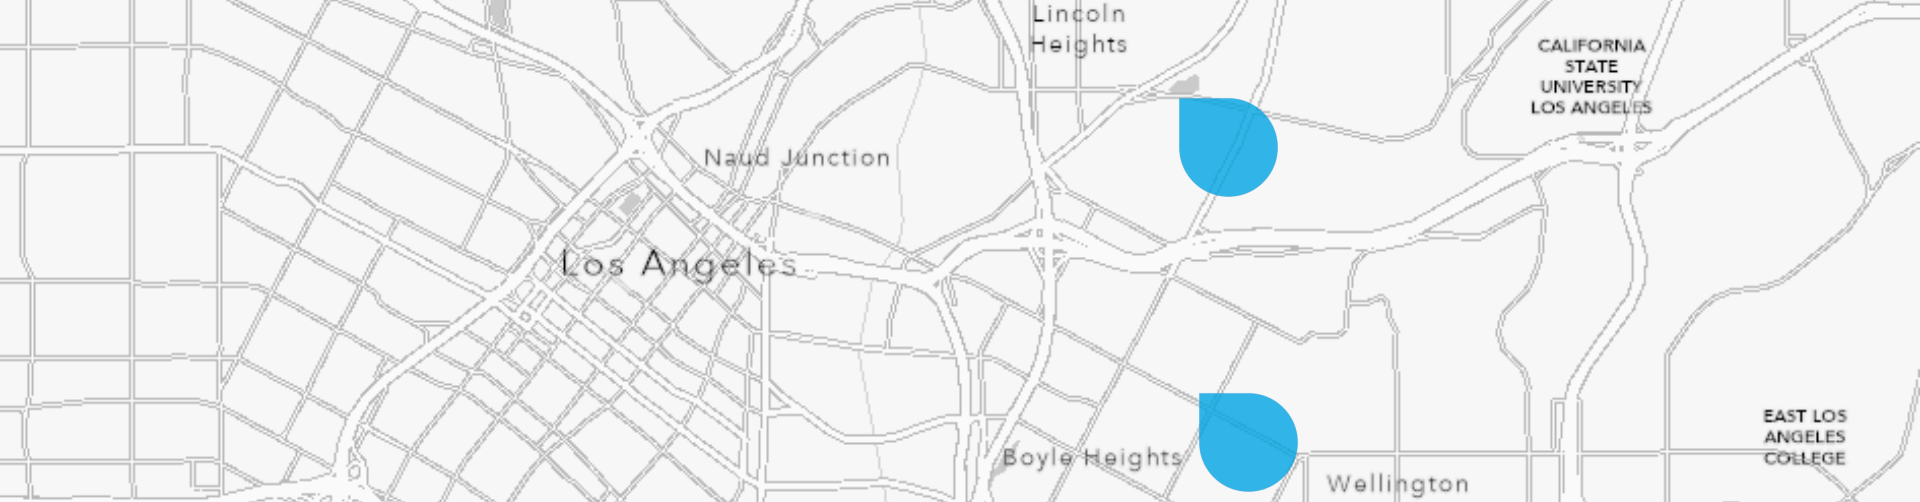 Lincoln
Heights
CALIFORNIA
STATE
UNIVERSITY
LOS ANGELES
Naud Junction
Los Angeles
EAST LOS
ANGELES
COLLEGE
Boyle Heights
Wellington